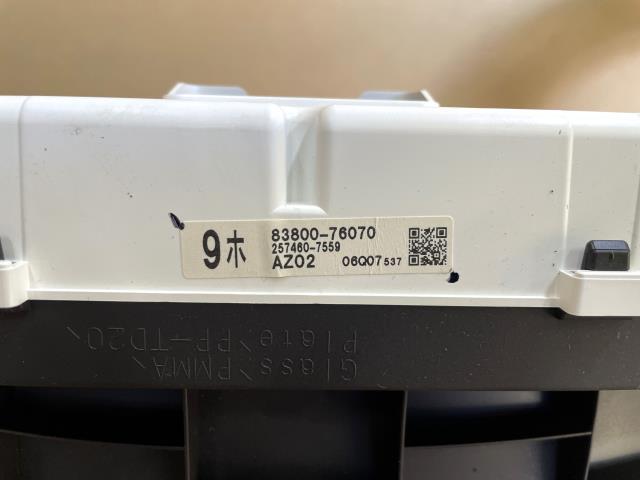 9ホ
83800-76070
257460-7559
AZ02 06Q07 537
Glass﹨PMMA﹨
Plate﹨PP-TD20﹨